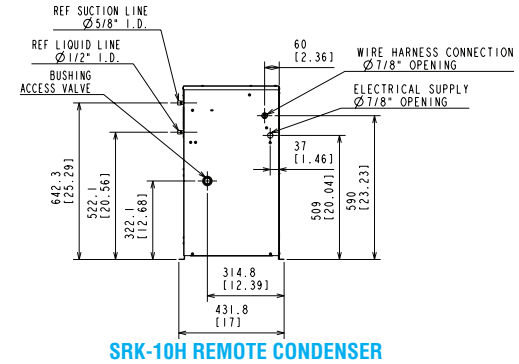 REF SUCTION LINE
Ø5/8" I.D.
REF LIQUID LINE
Ø1/2" I.D.
BUSHING
ACCESS VALVE
60
[2.36]
WIRE HARNESS CONNECTION
Ø7/8" OPENING
ELECTRICAL SUPPLY
Ø7/8" OPENING
37
[1.46]
642.3
[25.29]
522.1
[20.56]
322.1
[12.68]
509
[20.04]
590
[23.23]
314.8
[12.39]
431.8
[17]
SRK-10H REMOTE CONDENSER